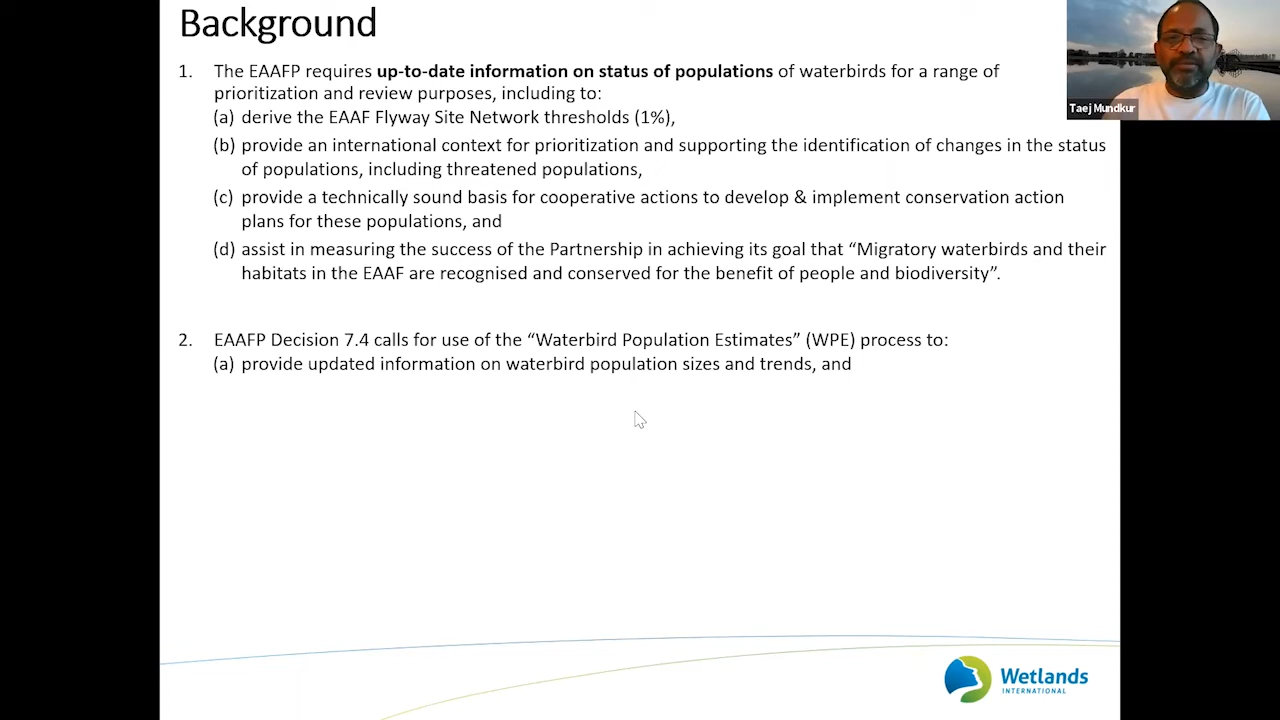 Background
1. The EAAFP requires up-to-date information on status of populations of waterbirds for a range of
prioritization and review purposes, including to:
(a) derive the EAAF Flyway Site Network thresholds (1%),
(b) provide an international context for prioritization and supporting the identification of changes in the status
of populations, including threatened populations,
(c) provide a technically sound basis for cooperative actions to develop & implement conservation action
plans for these populations, and
(d) assist in measuring the success of the Partnership in achieving its goal that “Migratory waterbirds and their
habitats in the EAAF are recognised and conserved for the benefit of people and biodiversity”.
2. EAAFP Decision 7.4 calls for use of the “Waterbird Population Estimates” (WPE) process to:
(a) provide updated information on waterbird population sizes and trends, and
Taej Mundkur
Wetlands
INTERNATIONAL